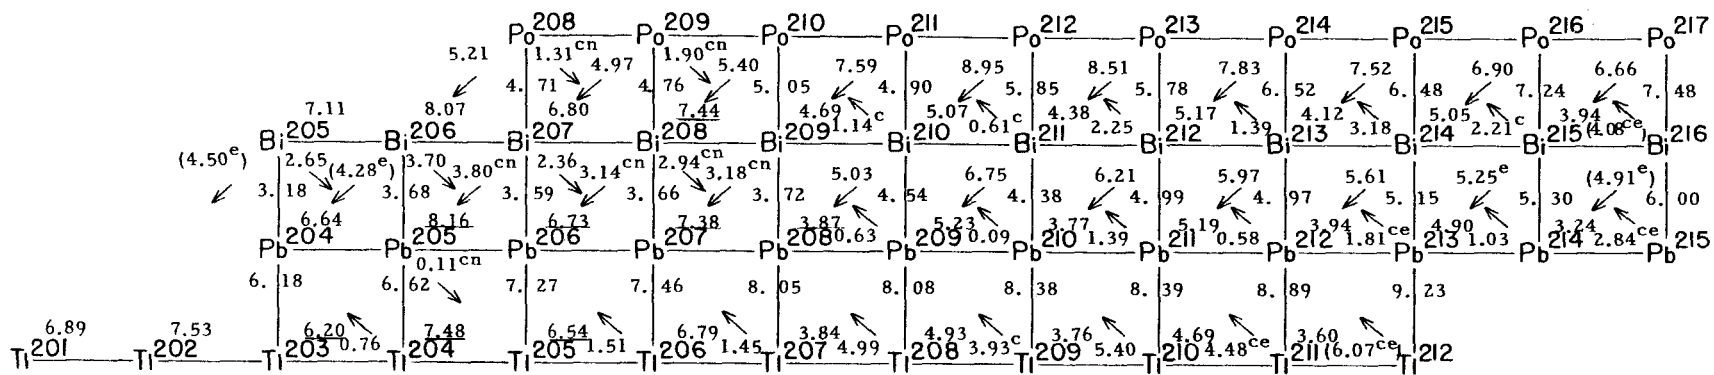 Po208 Po209 Po210 Po211 Po212 Po213 Po214 Po215 Po216 Po217
5.21 1.31cn 4.97 1.90cn 5.40 7.59 8.95 8.51 7.83 7.52 6.90 6.66
4.71 4.76 5.05 4.90 5.85 5.78 6.52 6.48 7.24 7.48
7.11 8.07 6.80 7.44 4.69 5.07 4.38 5.17 4.12 5.05 3.94
1.14c 0.61c 2.25 1.39 3.18 2.21c (4.08ce)
Bi205 Bi206 Bi207 Bi208 Bi209 Bi210 Bi211 Bi212 Bi213 Bi214 Bi215 Bi216
(4.50e) 2.65 (4.28e) 3.70 3.80cn 2.36 3.14cn 2.94cn 3.18cn 5.03 6.75 6.21 5.97 5.61 5.25e (4.91e)
3.18 3.68 3.59 3.66 3.72 4.54 4.38 4.99 4.97 5.15 5.30 6.00
6.64 8.16 6.73 7.38 3.87 5.23 3.77 5.19 3.94 4.90 3.24
Pb204 Pb205 Pb206 Pb207 Pb208 0.63 Pb209 0.09 Pb210 1.39 Pb211 0.58 Pb212 1.81ce Pb213 1.03 Pb214 2.84ce Pb215
0.11cn
6.18 6.62 7.27 7.46 8.05 8.08 8.38 8.39 8.89 9.23
6.89 7.53 6.20 7.48 6.54 6.79 3.84 4.93 3.76 4.69 3.60
Tl201 Tl202 Tl203 0.76 Tl204 Tl205 1.51 Tl206 1.45 Tl207 4.99 Tl208 3.93c Tl209 5.40 Tl210 4.48ce Tl211 (6.07ce) Tl212